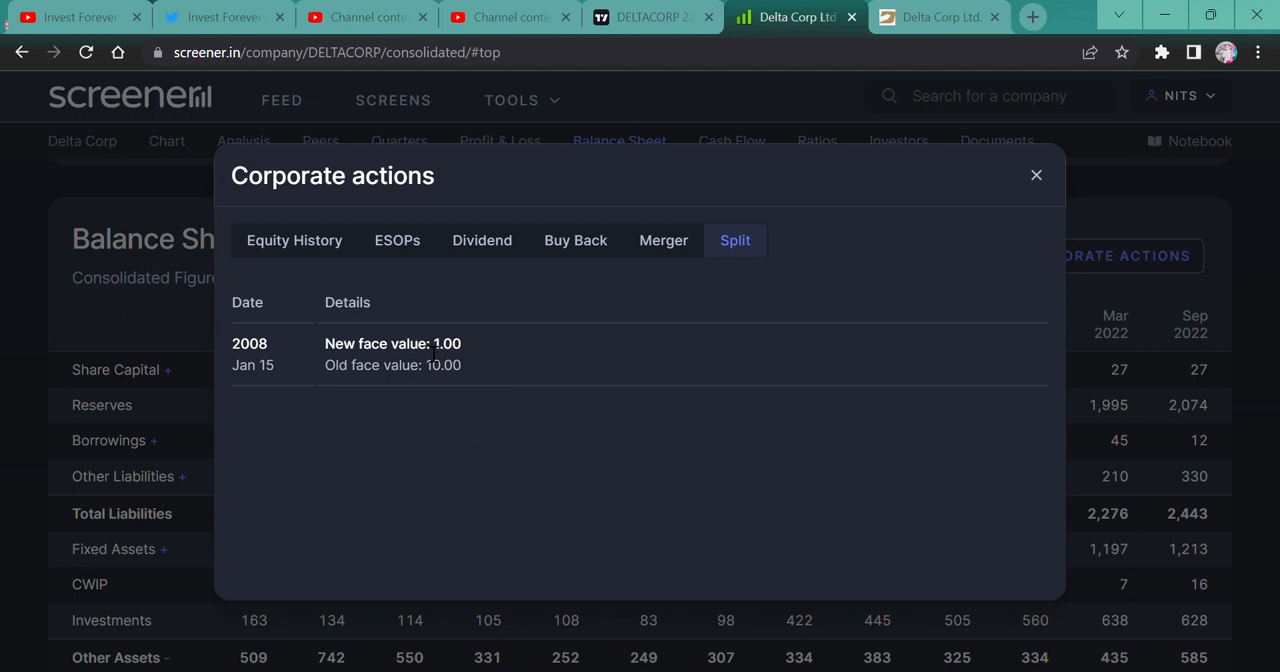 Invest Forever
Invest Forever
Channel conte
Channel conte
DELTACORP 22
Delta Corp Ltd
Delta Corp Ltd.
screener.in/company/DELTACORP/consolidated/#top
screener
FEED
SCREENS
TOOLS
Search for a company
NITS
Delta Corp Chart Analysis Peers Quarters Profit & Loss Balance Sheet Cash Flow Ratios Investors Documents Notebook
Corporate actions
Equity History ESOPs Dividend Buy Back Merger Split
Date Details
2008 New face value: 1.00
Jan 15 Old face value: 10.00
Balance Sh
Consolidated Figure
ORATE ACTIONS
Mar Sep
2022 2022
Share Capital + 27 27
Reserves 1,995 2,074
Borrowings + 45 12
Other Liabilities + 210 330
Total Liabilities 2,276 2,443
Fixed Assets + 1,197 1,213
CWIP 7 16
Investments 163 134 114 105 108 83 98 422 445 505 560 638 628
Other Assets - 509 742 550 331 252 249 307 334 383 325 334 435 585